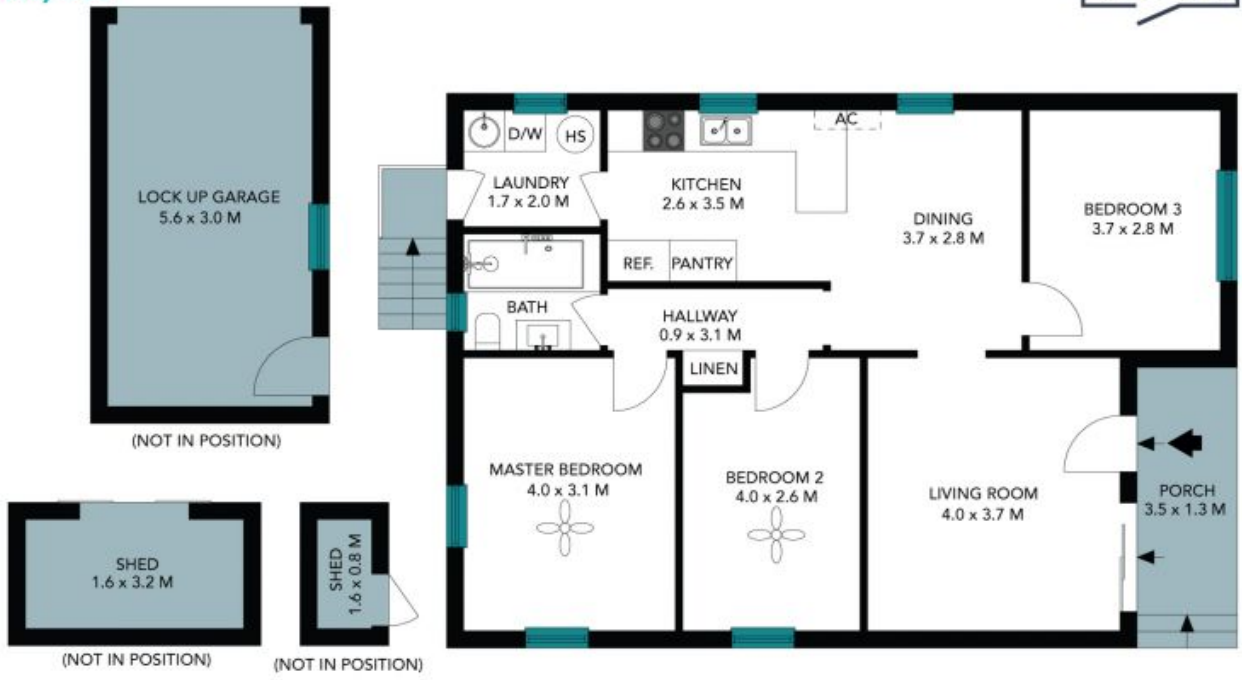 LOCK UP GARAGE
5.6 x 3.0 M
(NOT IN POSITION)
SHED
1.6 x 3.2 M
(NOT IN POSITION)
SHED
1.6 x 0.8 M
(NOT IN POSITION)
D/W
HS
LAUNDRY
1.7 x 2.0 M
KITCHEN
2.6 x 3.5 M
AC
DINING
3.7 x 2.8 M
BEDROOM 3
3.7 x 2.8 M
REF.
PANTRY
BATH
HALLWAY
0.9 x 3.1 M
LINEN
MASTER BEDROOM
4.0 x 3.1 M
BEDROOM 2
4.0 x 2.6 M
LIVING ROOM
4.0 x 3.7 M
PORCH
3.5 x 1.3 M